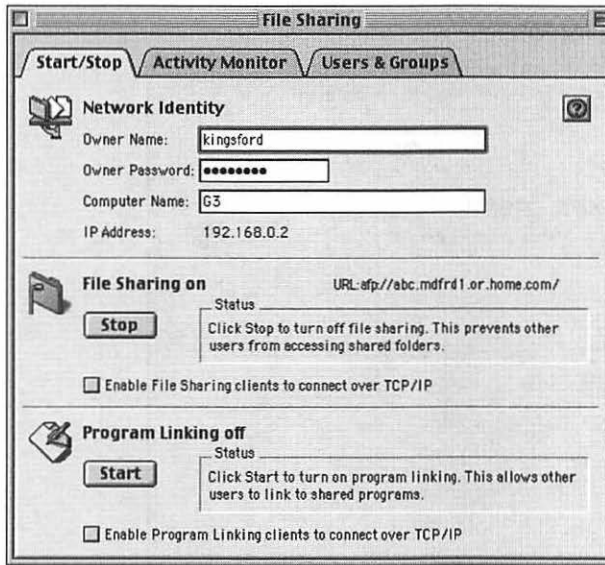 File Sharing
Start/Stop Activity Monitor Users & Groups
Network Identity
Owner Name: kingsford
Owner Password: ••••••••
Computer Name: G3
IP Address: 192.168.0.2
File Sharing on URL:afp://abc.mdfrd1.or.home.com/
Status
Stop
Click Stop to turn off file sharing. This prevents other
users from accessing shared folders.
Enable File Sharing clients to connect over TCP/IP
Program Linking off
Status
Start
Click Start to turn on program linking. This allows other
users to link to shared programs.
Enable Program Linking clients to connect over TCP/IP